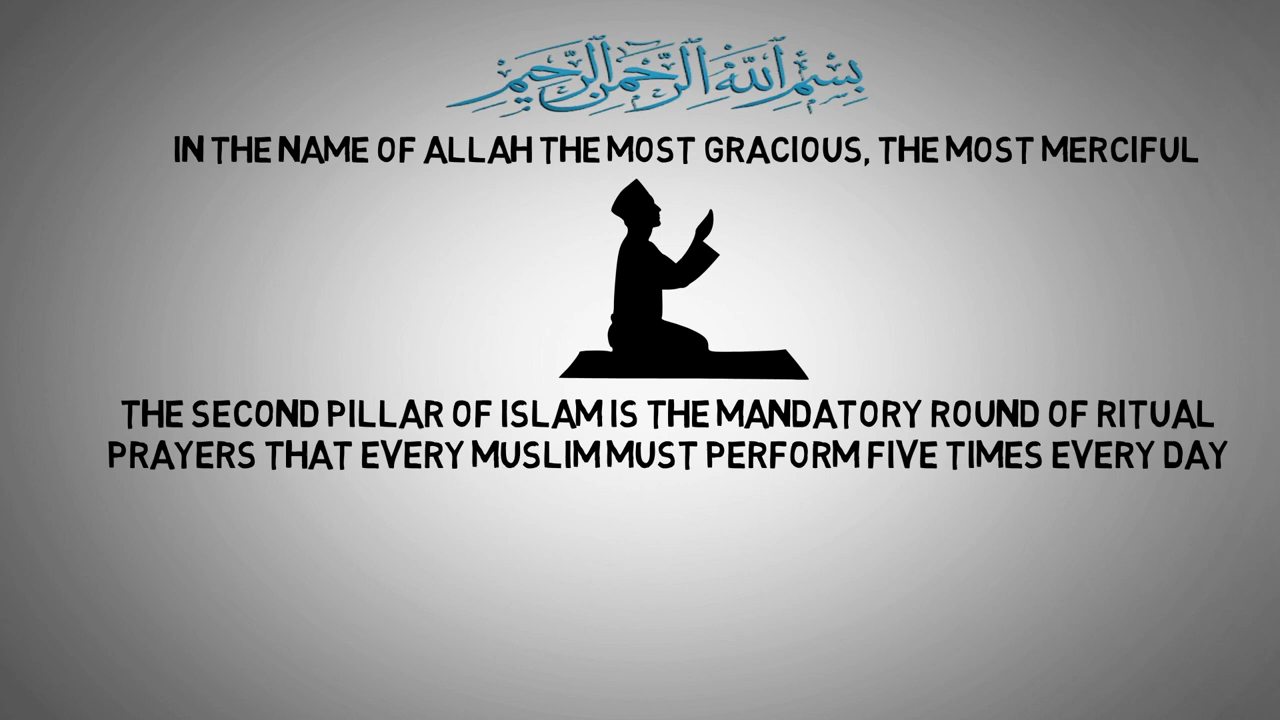 بِسْمِ اللَّهِ الرَّحْمَنِ الرَّحِيمِ
IN THE NAME OF ALLAH THE MOST GRACIOUS, THE MOST MERCIFUL
THE SECOND PILLAR OF ISLAM IS THE MANDATORY ROUND OF RITUAL
PRAYERS THAT EVERY MUSLIM MUST PERFORM FIVE TIMES EVERY DAY